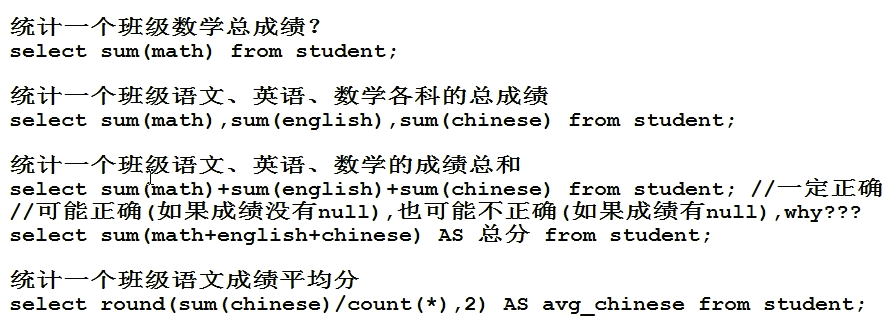 统计一个班级数学总成绩?
select sum(math) from student;
统计一个班级语文、英语、数学各科的总成绩
select sum(math),sum(english),sum(chinese) from student;
统计一个班级语文、英语、数学的成绩总和
select sum(math)+sum(english)+sum(chinese) from student; //一定正确
//可能正确(如果成绩没有null),也可能不正确(如果成绩有null),why???
select sum(math+english+chinese) AS 总分 from student;
统计一个班级语文成绩平均分
select round(sum(chinese)/count(*),2) AS avg_chinese from student;